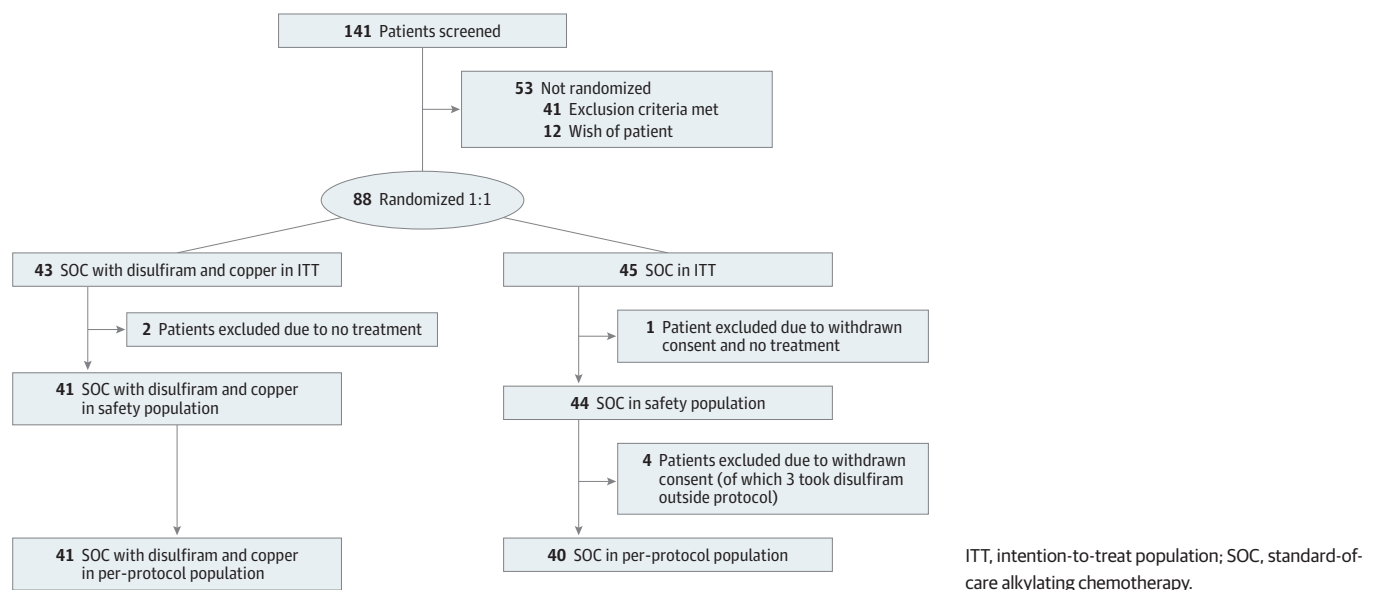 141 Patients screened
53 Not randomized
41 Exclusion criteria met
12 Wish of patient
88 Randomized 1:1
43 SOC with disulfiram and copper in ITT
45 SOC in ITT
2 Patients excluded due to no treatment
1 Patient excluded due to withdrawn
consent and no treatment
41 SOC with disulfiram and copper
in safety population
44 SOC in safety population
4 Patients excluded due to withdrawn
consent (of which 3 took disulfiram
outside protocol)
41 SOC with disulfiram and copper
in per-protocol population
40 SOC in per-protocol population
ITT, intention-to-treat population; SOC, standard-of-
care alkylating chemotherapy.